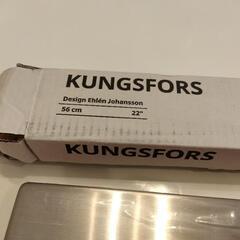 KUNGSFORS
Design Ehlén Johansson
56 cm 22"
KUNGSFORS